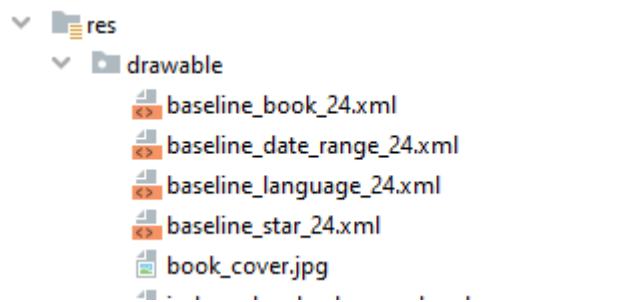 res
drawable
baseline_book_24.xml
baseline_date_range_24.xml
baseline_language_24.xml
baseline_star_24.xml
book_cover.jpg